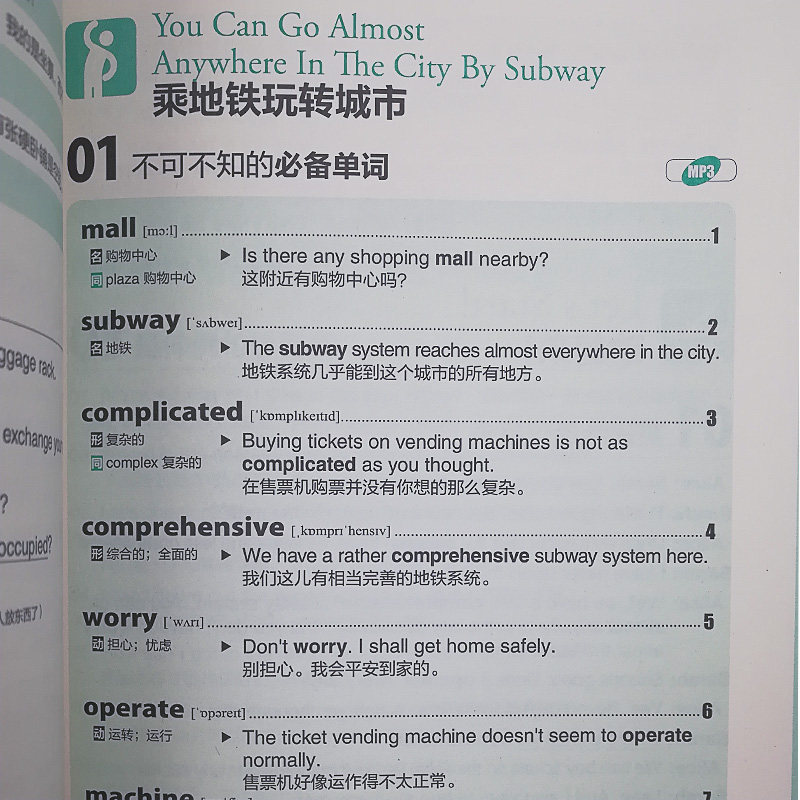 You Can Go Almost
Anywhere In The City By Subway
乘地铁玩转城市
01 不可不知的必备单词
MP3
mall [mɔːl] 1
名 购物中心
同 plaza 购物中心
▶ Is there any shopping mall nearby?
这附近有购物中心吗?
subway [ˈsʌbweɪ] 2
名 地铁
▶ The subway system reaches almost everywhere in the city.
地铁系统几乎能到这个城市的所有地方。
complicated [ˈkɒmplɪkeɪtɪd] 3
形 复杂的
同 complex 复杂的
▶ Buying tickets on vending machines is not as
complicated as you thought.
在售票机购票并没有你想的那么复杂。
comprehensive [ˌkɒmprɪˈhensɪv] 4
形 综合的；全面的
▶ We have a rather comprehensive subway system here.
我们这儿有相当完善的地铁系统。
worry [ˈwʌrɪ] 5
动 担心；忧虑
▶ Don't worry. I shall get home safely.
别担心。我会平安到家的。
operate [ˈɒpəreɪt] 6
动 运转；运行
▶ The ticket vending machine doesn't seem to operate
normally.
售票机好像运作得不太正常。
machine 7
ggage rack.
exchange your
?
occupied?
人放东西了）